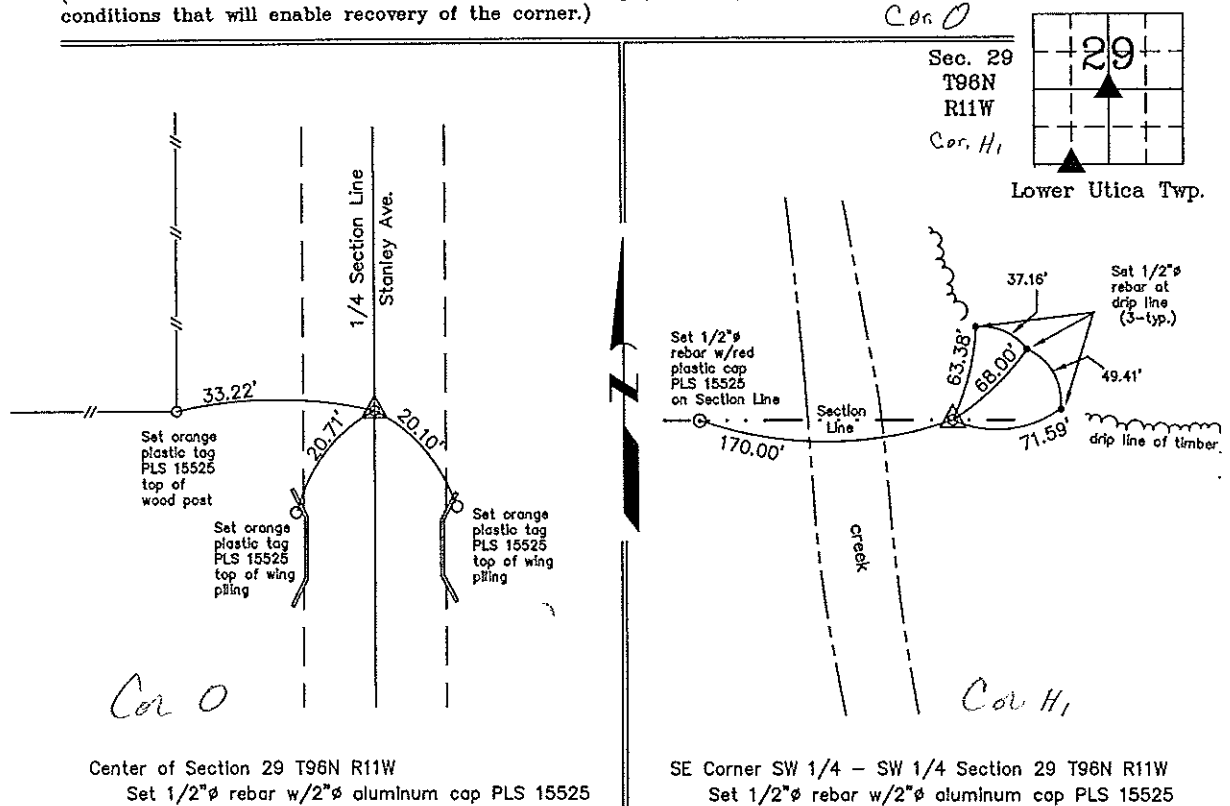 conditions that will enable recovery of the corner.)
Cor. O
Sec. 29
T96N
R11W
Cor. H1
29
Lower Utica Twp.
1/4 Section Line
Stanley Ave.
33.22'
20.71'
20.10'
Set orange
plastic tag
PLS 15525
top of
wood post
Set orange
plastic tag
PLS 15525
top of wing
piling
Set orange
plastic tag
PLS 15525
top of wing
piling
Cor O
Center of Section 29 T96N R11W
Set 1/2"ø rebar w/2"ø aluminum cap PLS 15525
Z
Set 1/2"ø
rebar w/red
plastic cap
PLS 15525
on Section Line
170.00'
Section
Line
63.38'
68.00'
37.16'
Set 1/2"ø
rebar at
drip line
(3-typ.)
49.41'
71.59'
drip line of timber
creek
Cor H1
SE Corner SW 1/4 - SW 1/4 Section 29 T96N R11W
Set 1/2"ø rebar w/2"ø aluminum cap PLS 15525